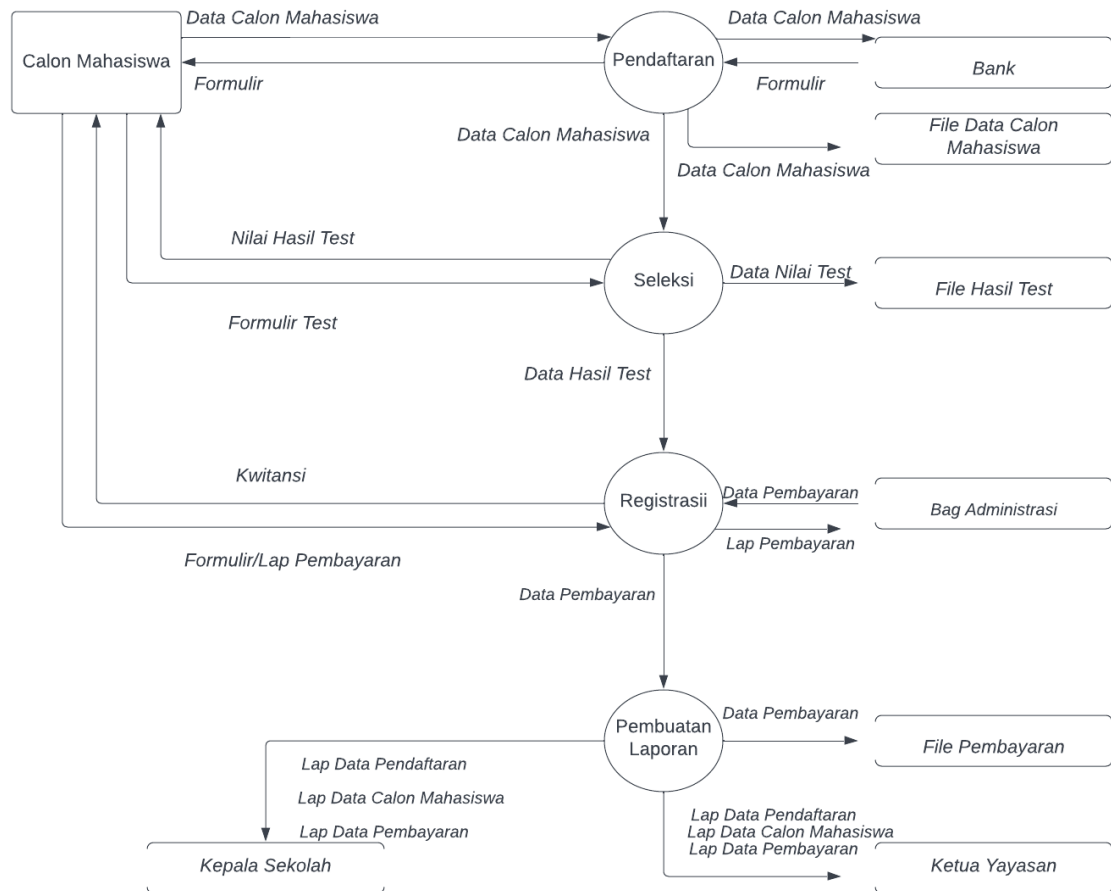 Data Calon Mahasiswa
Data Calon Mahasiswa
Calon Mahasiswa
Pendaftaran
Bank
Formulir
Formulir
File Data Calon
Mahasiswa
Data Calon Mahasiswa
Data Calon Mahasiswa
Nilai Hasil Test
Seleksi
Data Nilai Test
File Hasil Test
Formulir Test
Data Hasil Test
Kwitansi
Registrasii
Data Pembayaran
Bag Administrasi
Lap Pembayaran
Formulir/Lap Pembayaran
Data Pembayaran
Pembuatan
Laporan
Data Pembayaran
File Pembayaran
Lap Data Pendaftaran
Lap Data Calon Mahasiswa
Lap Data Pembayaran
Lap Data Pendaftaran
Lap Data Calon Mahasiswa
Lap Data Pembayaran
Kepala Sekolah
Ketua Yayasan